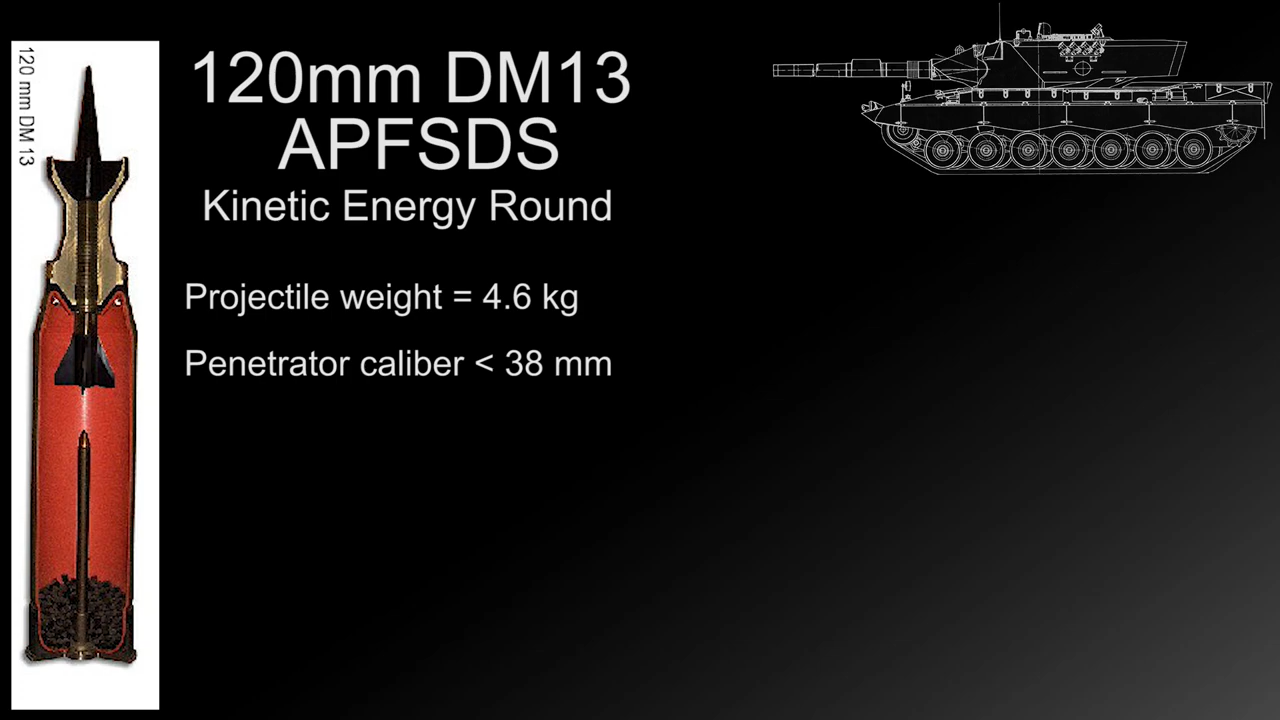 120 mm DM 13
120mm DM13
APFSDS
Kinetic Energy Round
Projectile weight = 4.6 kg
Penetrator caliber < 38 mm